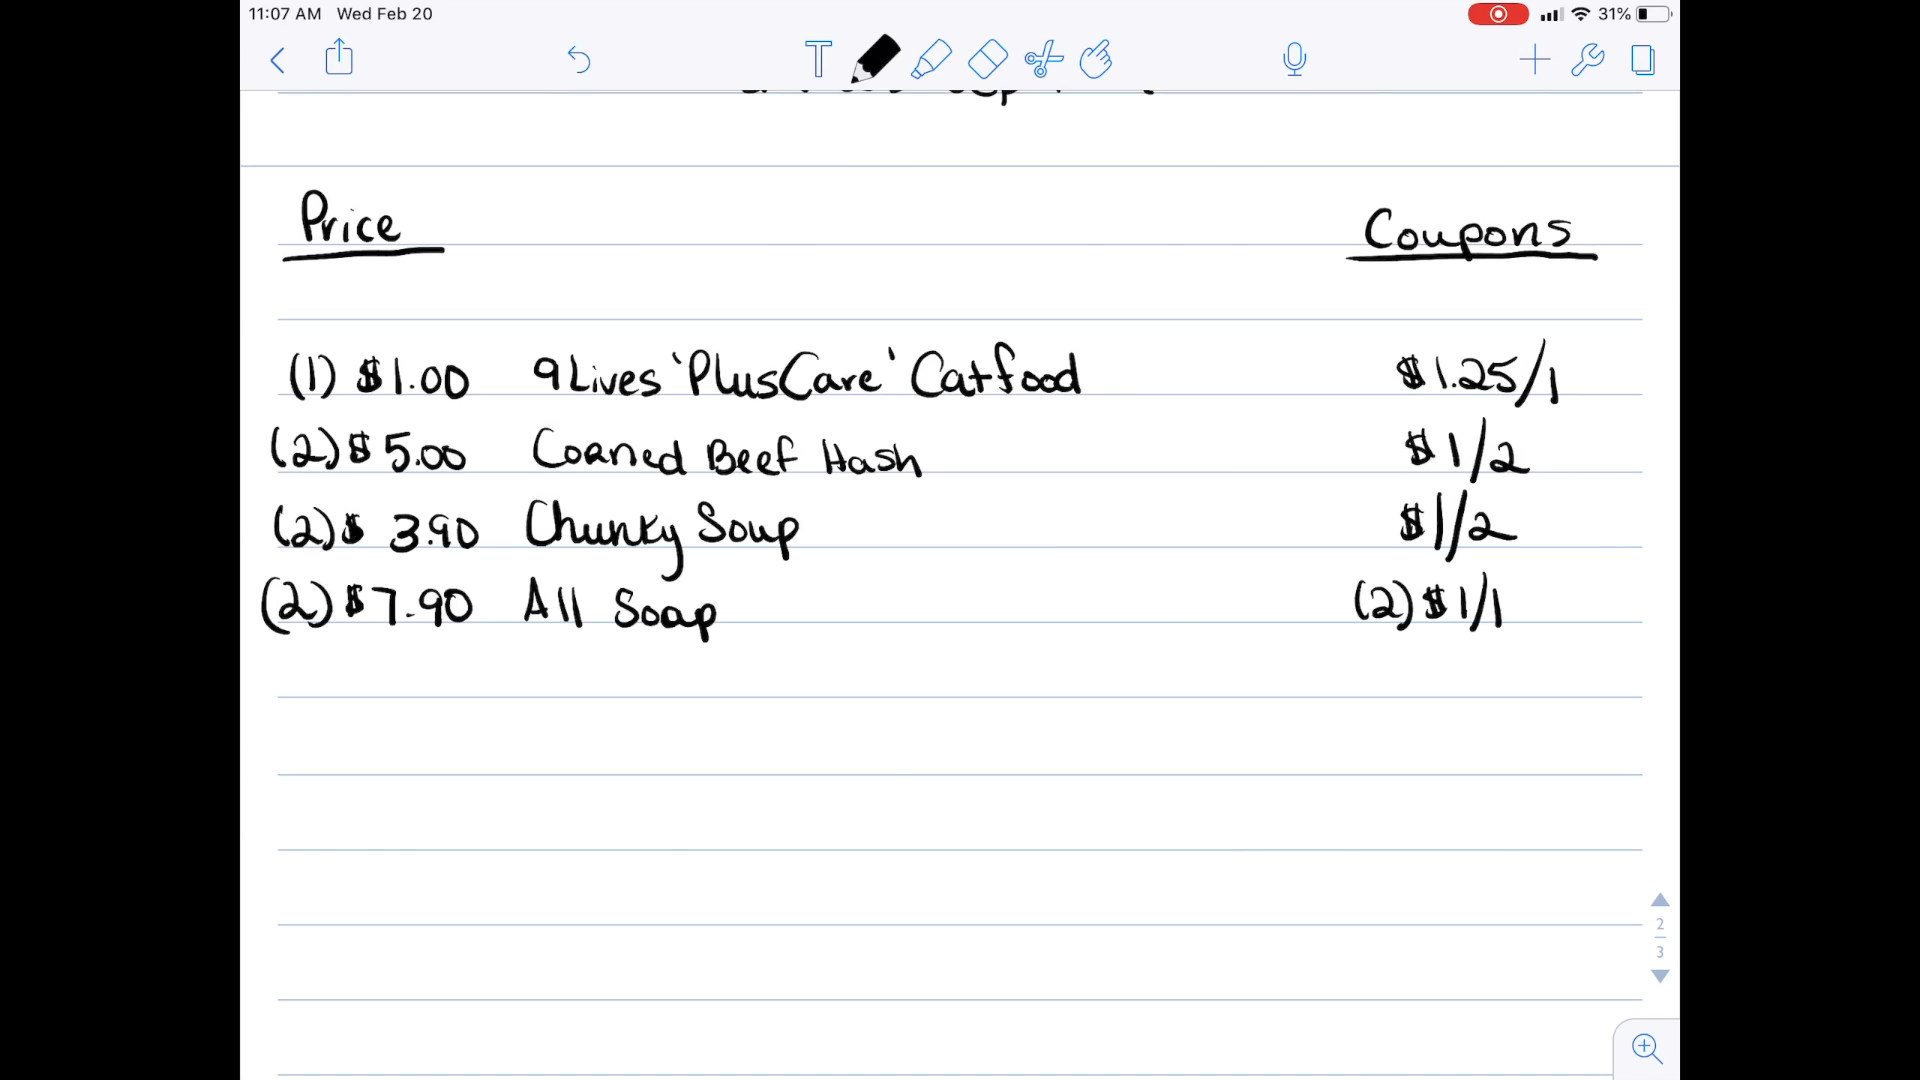 11:07 AM Wed Feb 20 31%
Price Coupons
(1) $1.00 9Lives 'PlusCare' Catfood $1.25/1
(2) $5.00 Corned Beef Hash $1/2
(2) $3.90 Chunky Soup $1/2
(2) $7.90 All Soap (2) $1/1
2
3